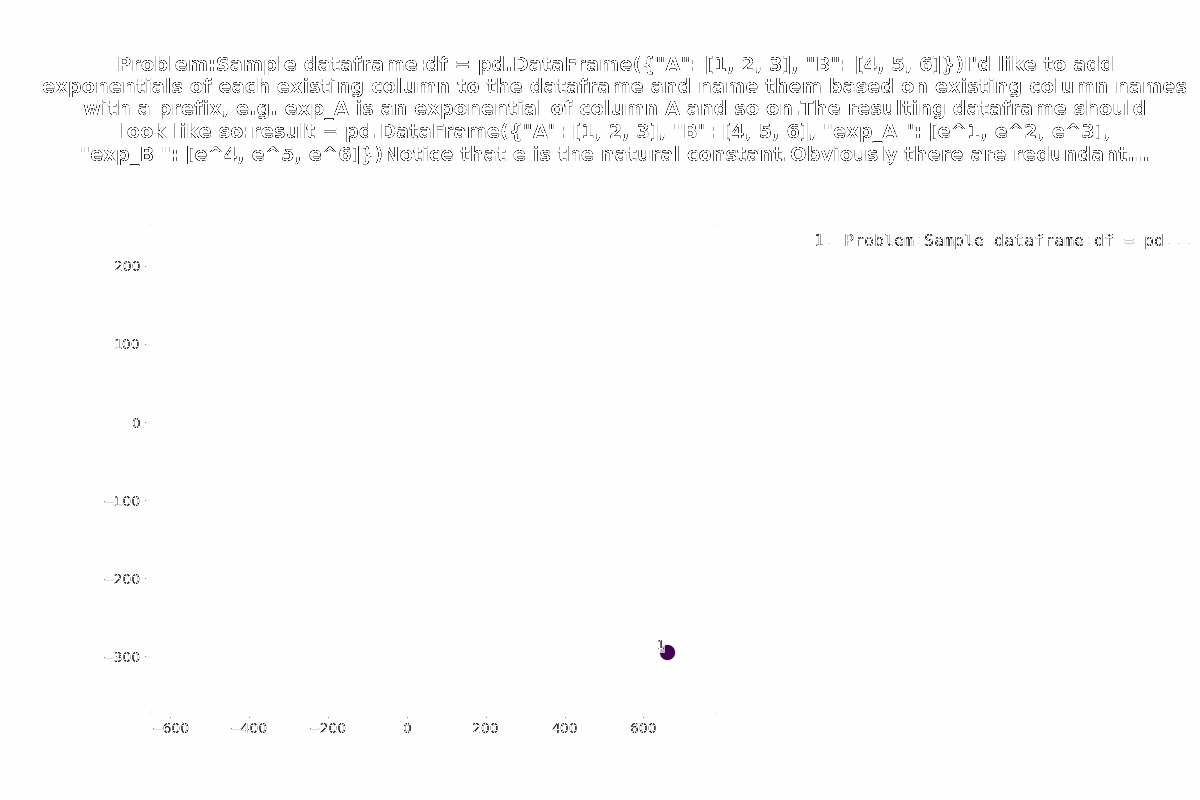 Problem:Sample dataframe:df = pd.DataFrame({"A": [1, 2, 3], "B": [4, 5, 6]})I'd like to add
exponentials of each existing column to the dataframe and name them based on existing column names
with a prefix, e.g. exp_A is an exponential of column A and so on.The resulting dataframe should
look like so:result = pd.DataFrame({"A": [1, 2, 3], "B": [4, 5, 6], "exp_A ": [e^1, e^2, e^3],
"exp_B ": [e^4, e^5, e^6]})Notice that e is the natural constant.Obviously there are redundant...
1. Problem:Sample dataframe:df = pd...
200
100
0
−100
−200
−300
1
−600 −400 −200 0 200 400 600